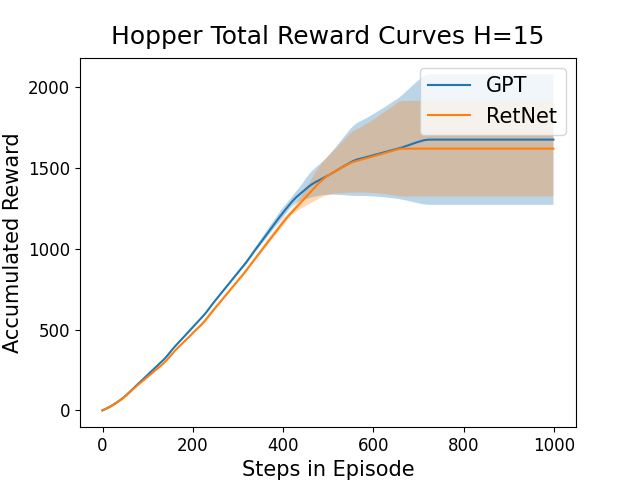 Hopper Total Reward Curves H=15
GPT
RetNet
2000
1500
1000
500
0
Accumulated Reward
0 200 400 600 800 1000
Steps in Episode